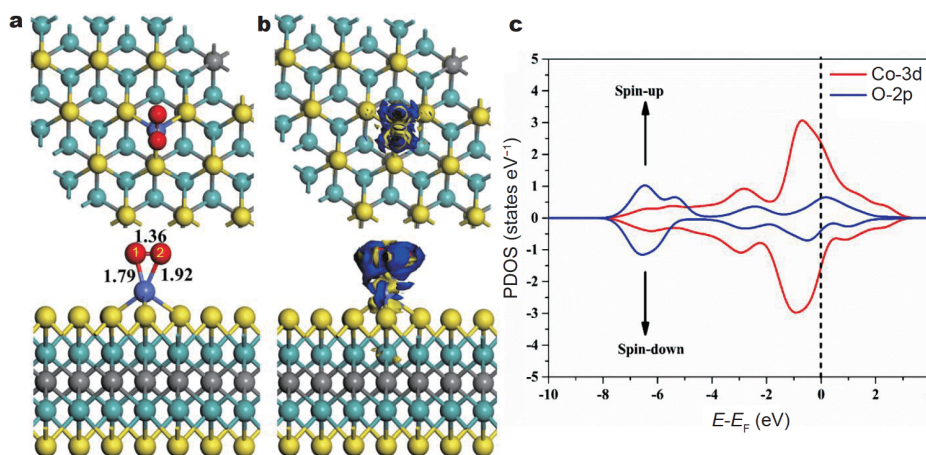 a
b
c
1.36
1 2
1.79 1.92
PDOS (states eV⁻¹)
5
4
3
2
1
0
-1
-2
-3
-4
-5
Spin-up
Spin-down
Co-3d
O-2p
-10 -8 -6 -4 -2 0 2
E-E_F (eV)